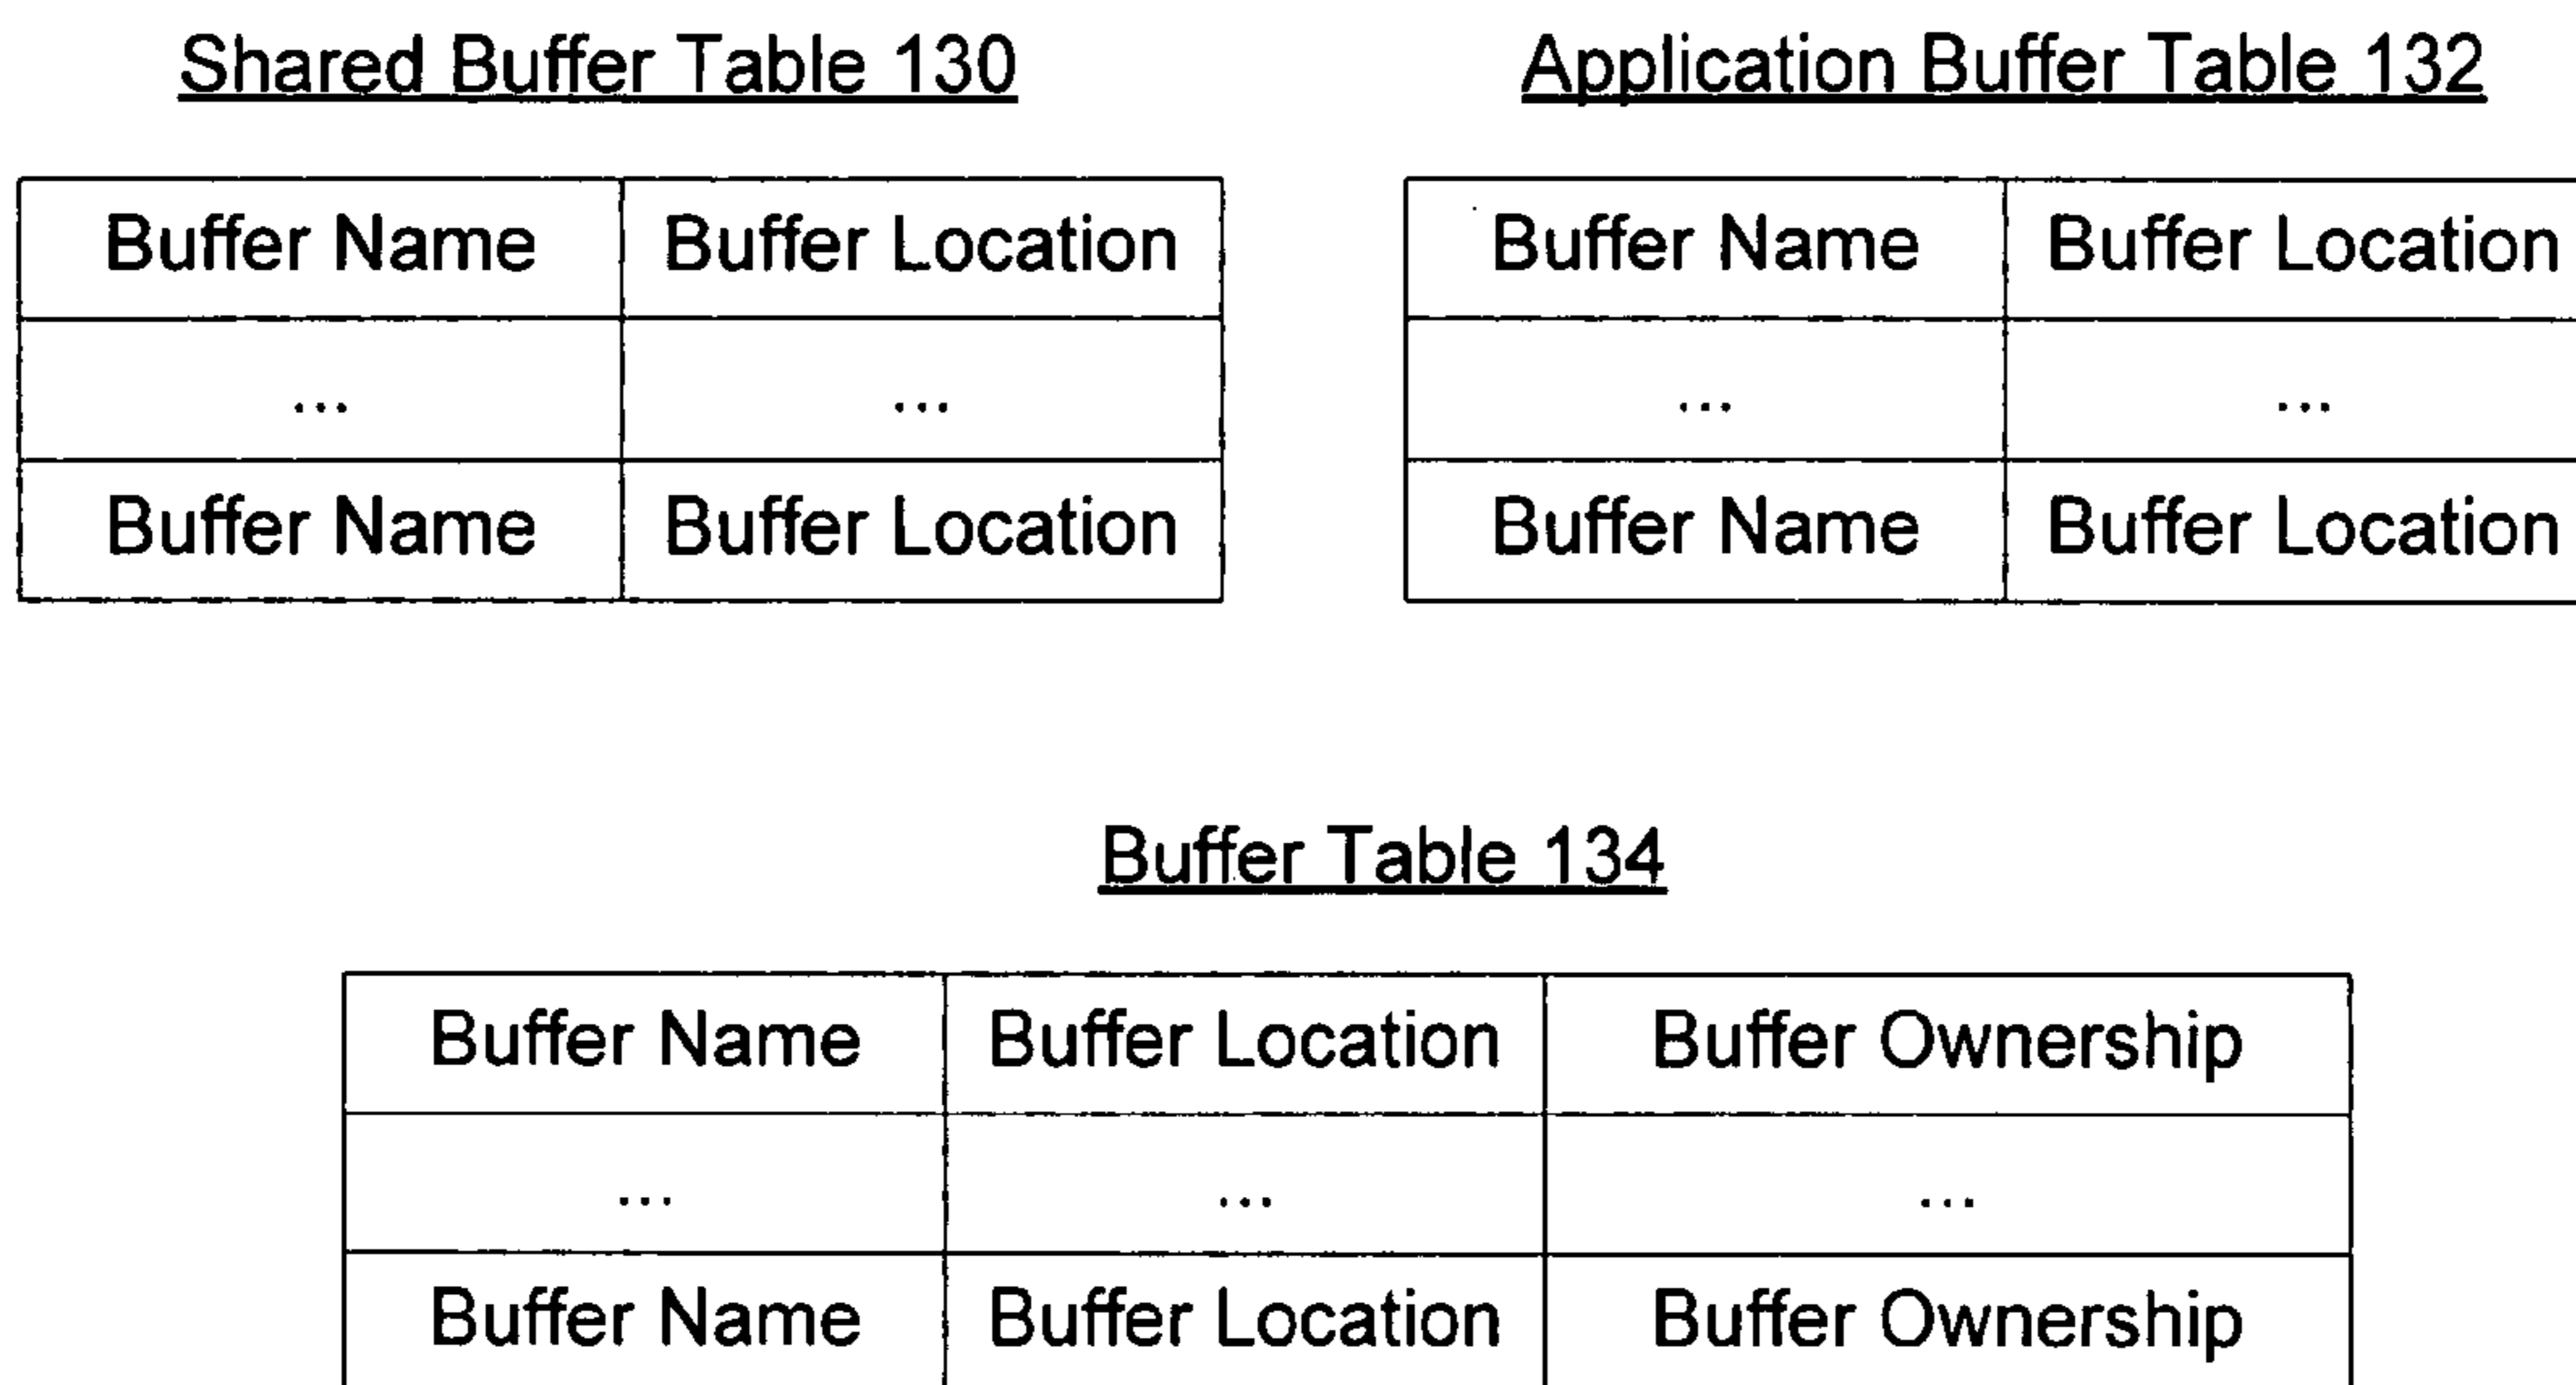 Shared Buffer Table 130
Buffer Name Buffer Location
... ...
Buffer Name Buffer Location
Application Buffer Table 132
Buffer Name Buffer Location
... ...
Buffer Name Buffer Location
Buffer Table 134
Buffer Name Buffer Location Buffer Ownership
... ... ...
Buffer Name Buffer Location Buffer Ownership